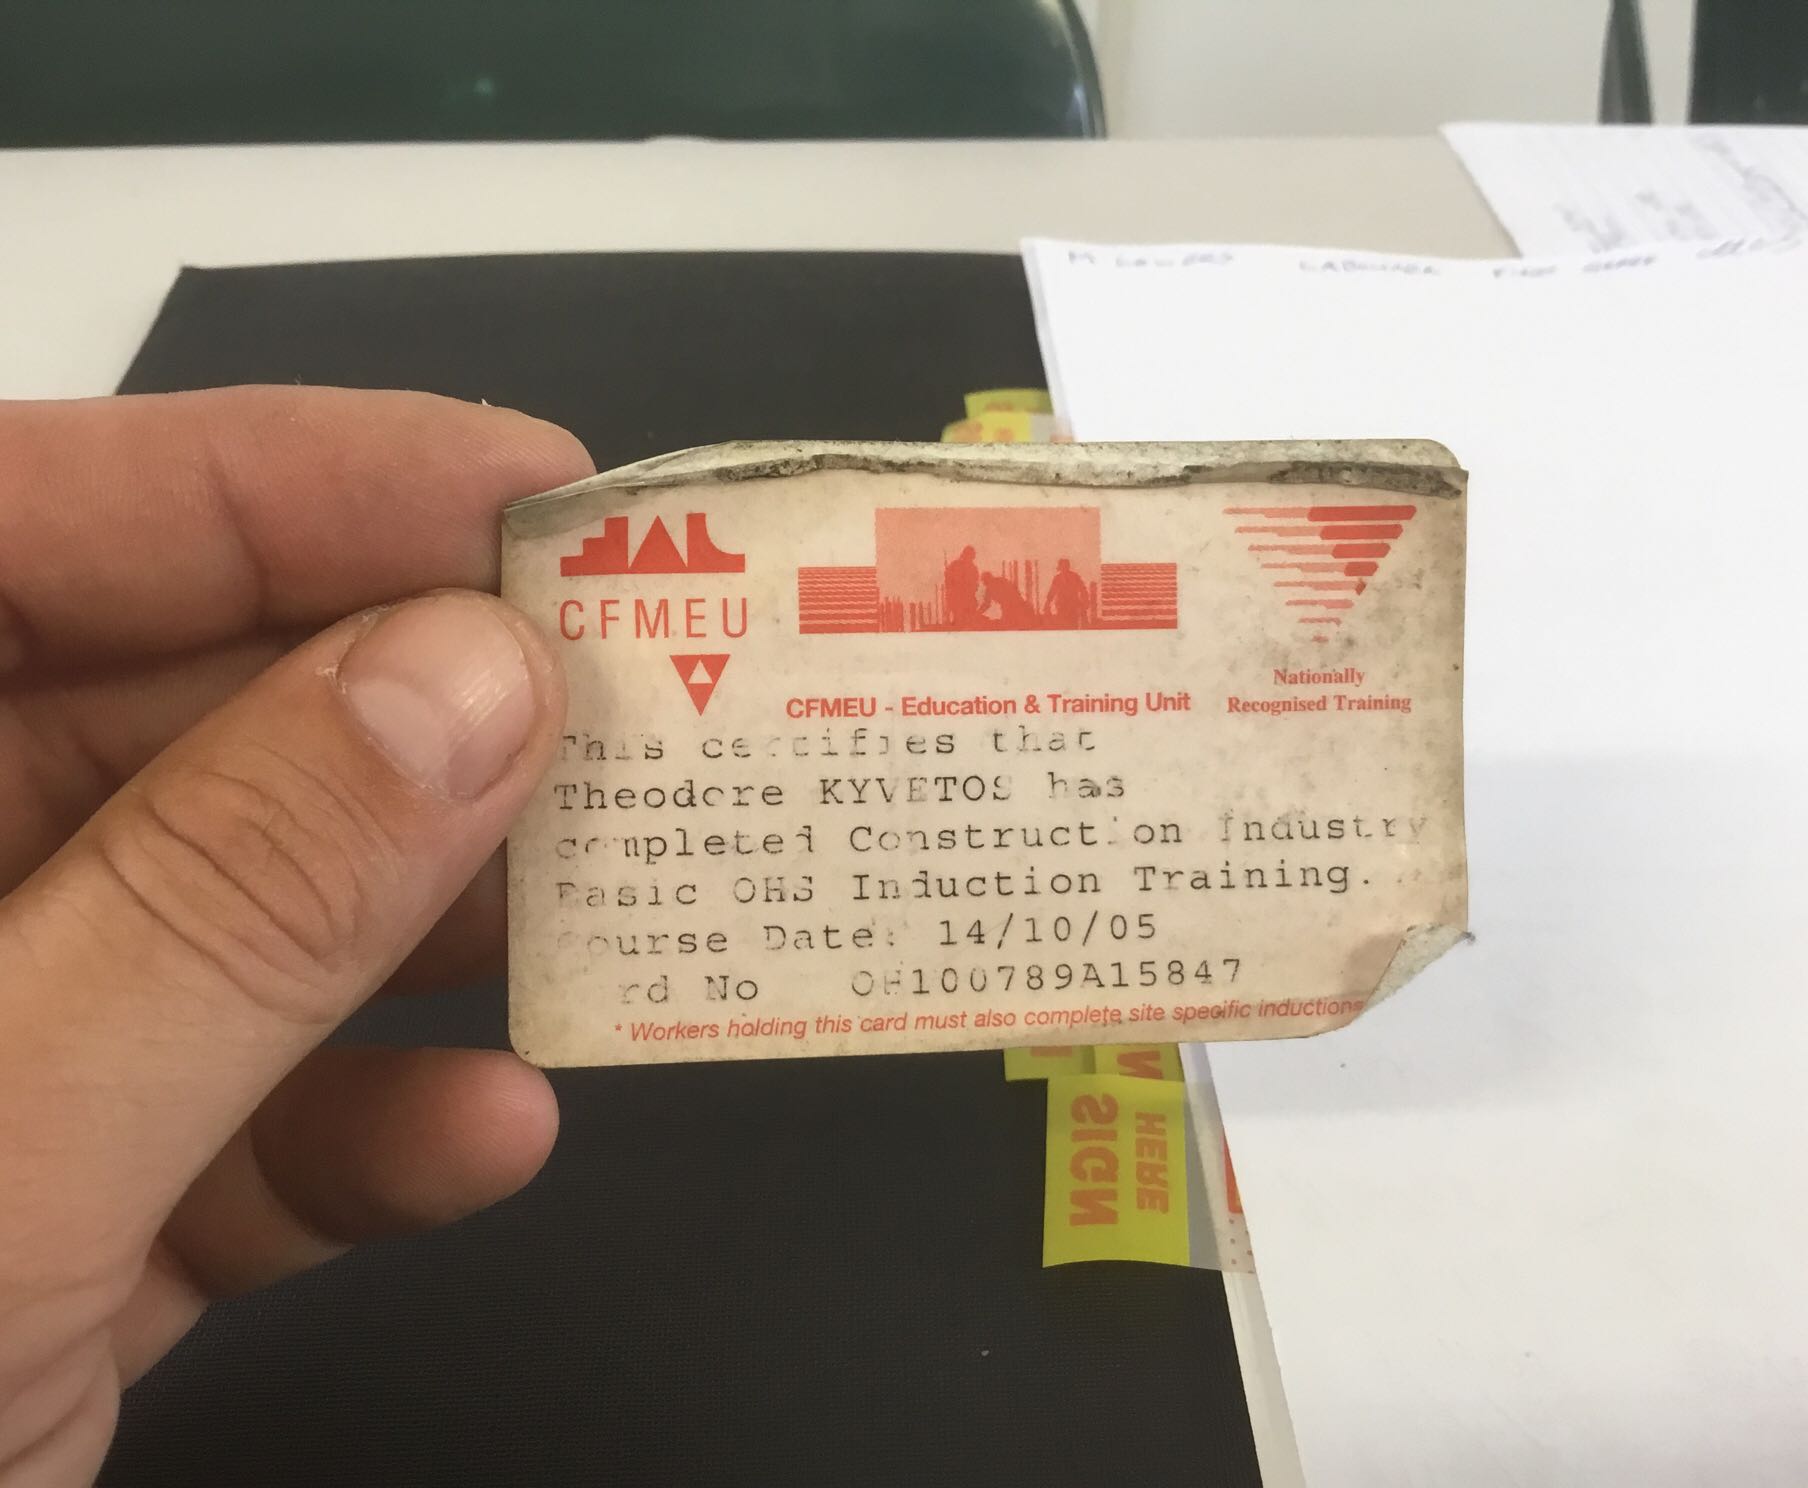 CFMEU
CFMEU - Education & Training Unit
Nationally
Recognised Training
This certifies that
Theodore KYVETOS has
completed Construction Industry
Basic OHS Induction Training.
Course Date: 14/10/05
rd No OH100789A15847
* Workers holding this card must also complete site specific inductions
SIGN
HERE